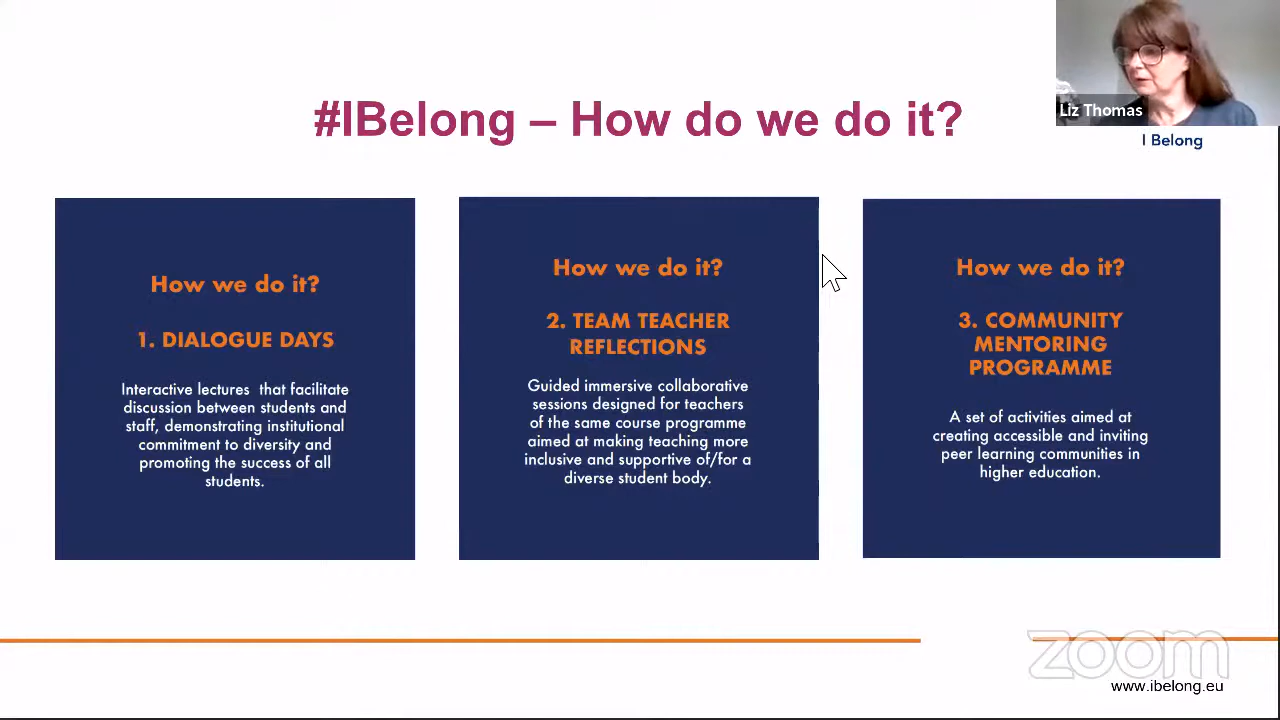 #IBelong – How do we do it?
Liz Thomas
I Belong
How we do it?
1. DIALOGUE DAYS
Interactive lectures  that facilitate
discussion between students and
staff, demonstrating institutional
commitment to diversity and
promoting the success of all
students.
How we do it?
2. TEAM TEACHER
REFLECTIONS
Guided immersive collaborative
sessions designed for teachers
of the same course programme
aimed at making teaching more
inclusive and supportive of/for a
diverse student body.
How we do it?
3. COMMUNITY
MENTORING
PROGRAMME
A set of activities aimed at
creating accessible and inviting
peer learning communities in
higher education.
zoom
www.ibelong.eu